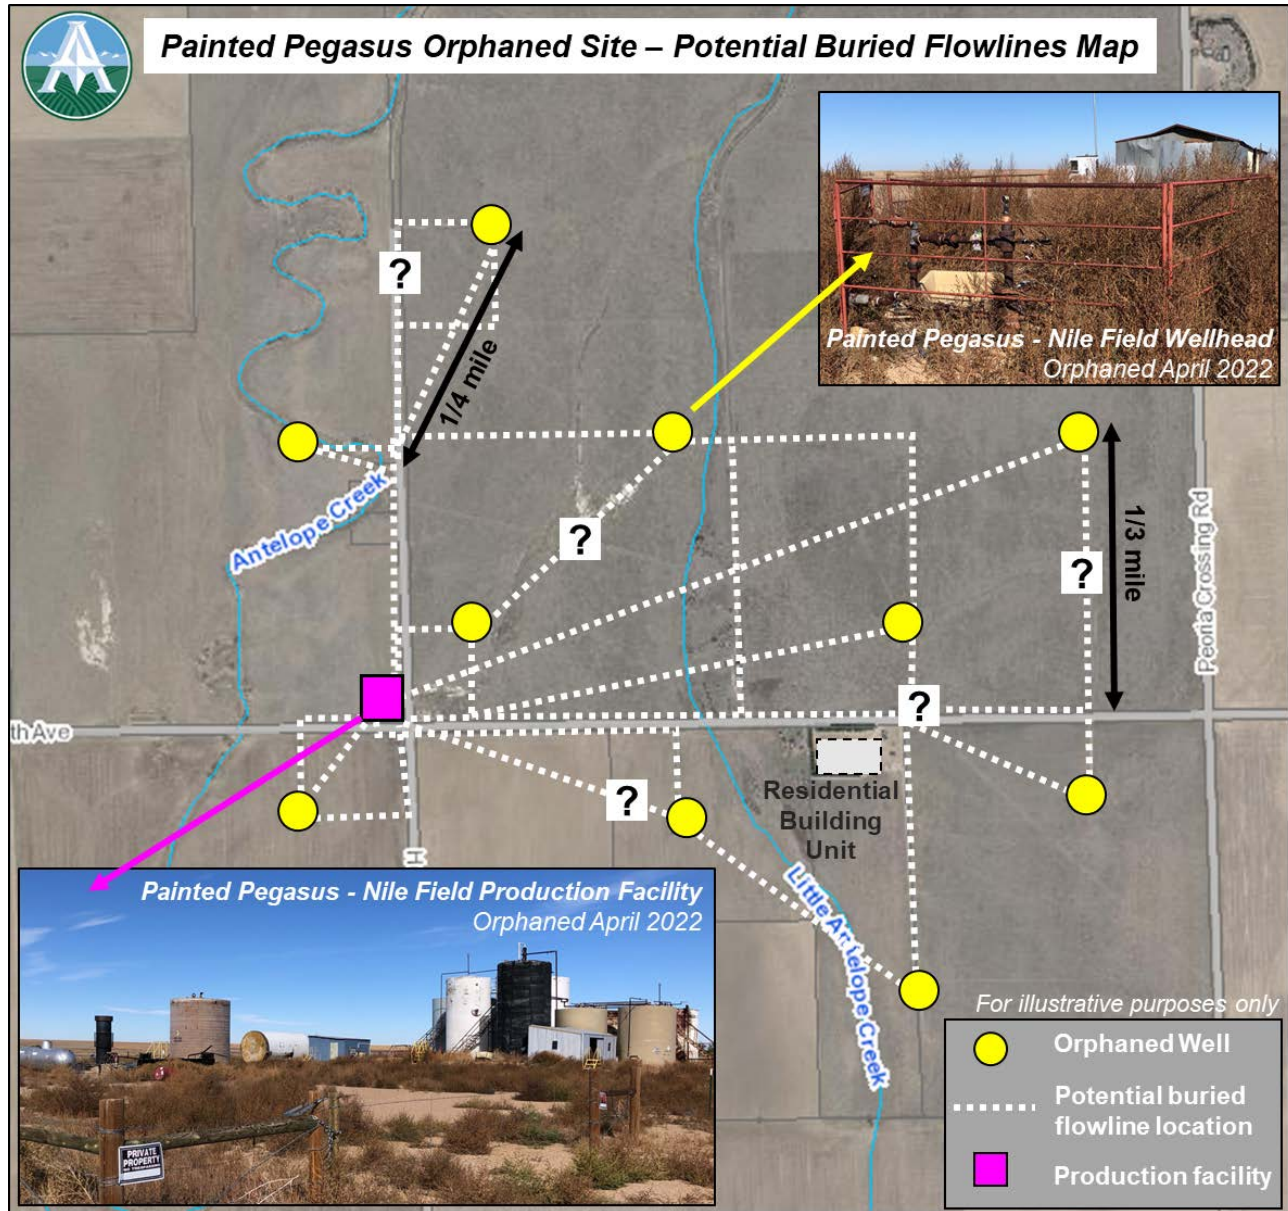 Painted Pegasus Orphaned Site – Potential Buried Flowlines Map
Painted Pegasus - Nile Field Wellhead
Orphaned April 2022
?
1/4 mile
Antelope Creek
?
?
1/3 mile
Peoria Crossing Rd
th Ave
?
?
Residential
Building
Unit
H
Little Antelope Creek
Painted Pegasus - Nile Field Production Facility
Orphaned April 2022
PRIVATE
PROPERTY
For illustrative purposes only
Orphaned Well
Potential buried
flowline location
Production facility